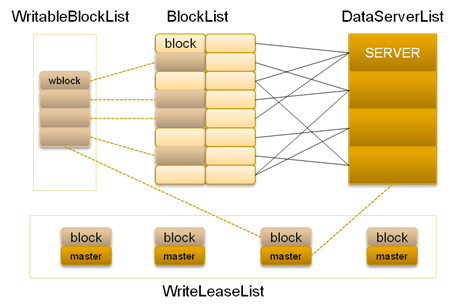 WritableBlockList
BlockList
DataServerList
wblock
block
SERVER
block
block
block
block
master
master
master
master
WriteLeaseList